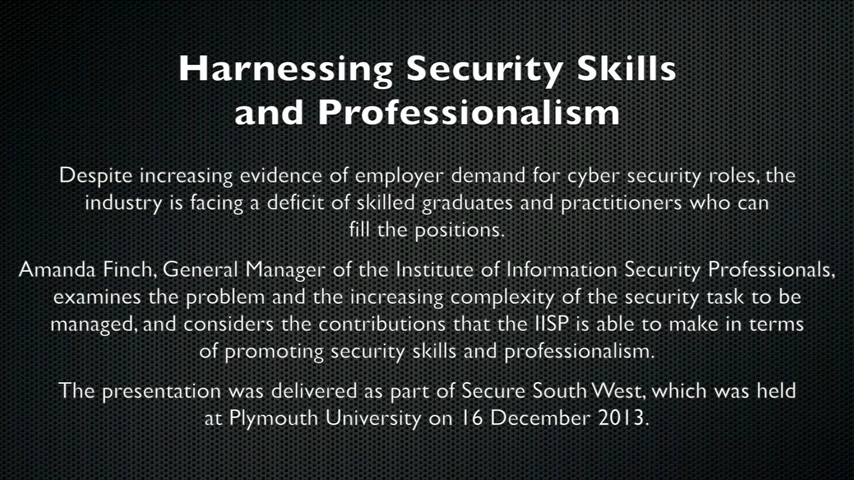 Harnessing Security Skills
and Professionalism
Despite increasing evidence of employer demand for cyber security roles, the
industry is facing a deficit of skilled graduates and practitioners who can
fill the positions.
Amanda Finch, General Manager of the Institute of Information Security Professionals,
examines the problem and the increasing complexity of the security task to be
managed, and considers the contributions that the IISP is able to make in terms
of promoting security skills and professionalism.
The presentation was delivered as part of Secure South West, which was held
at Plymouth University on 16 December 2013.